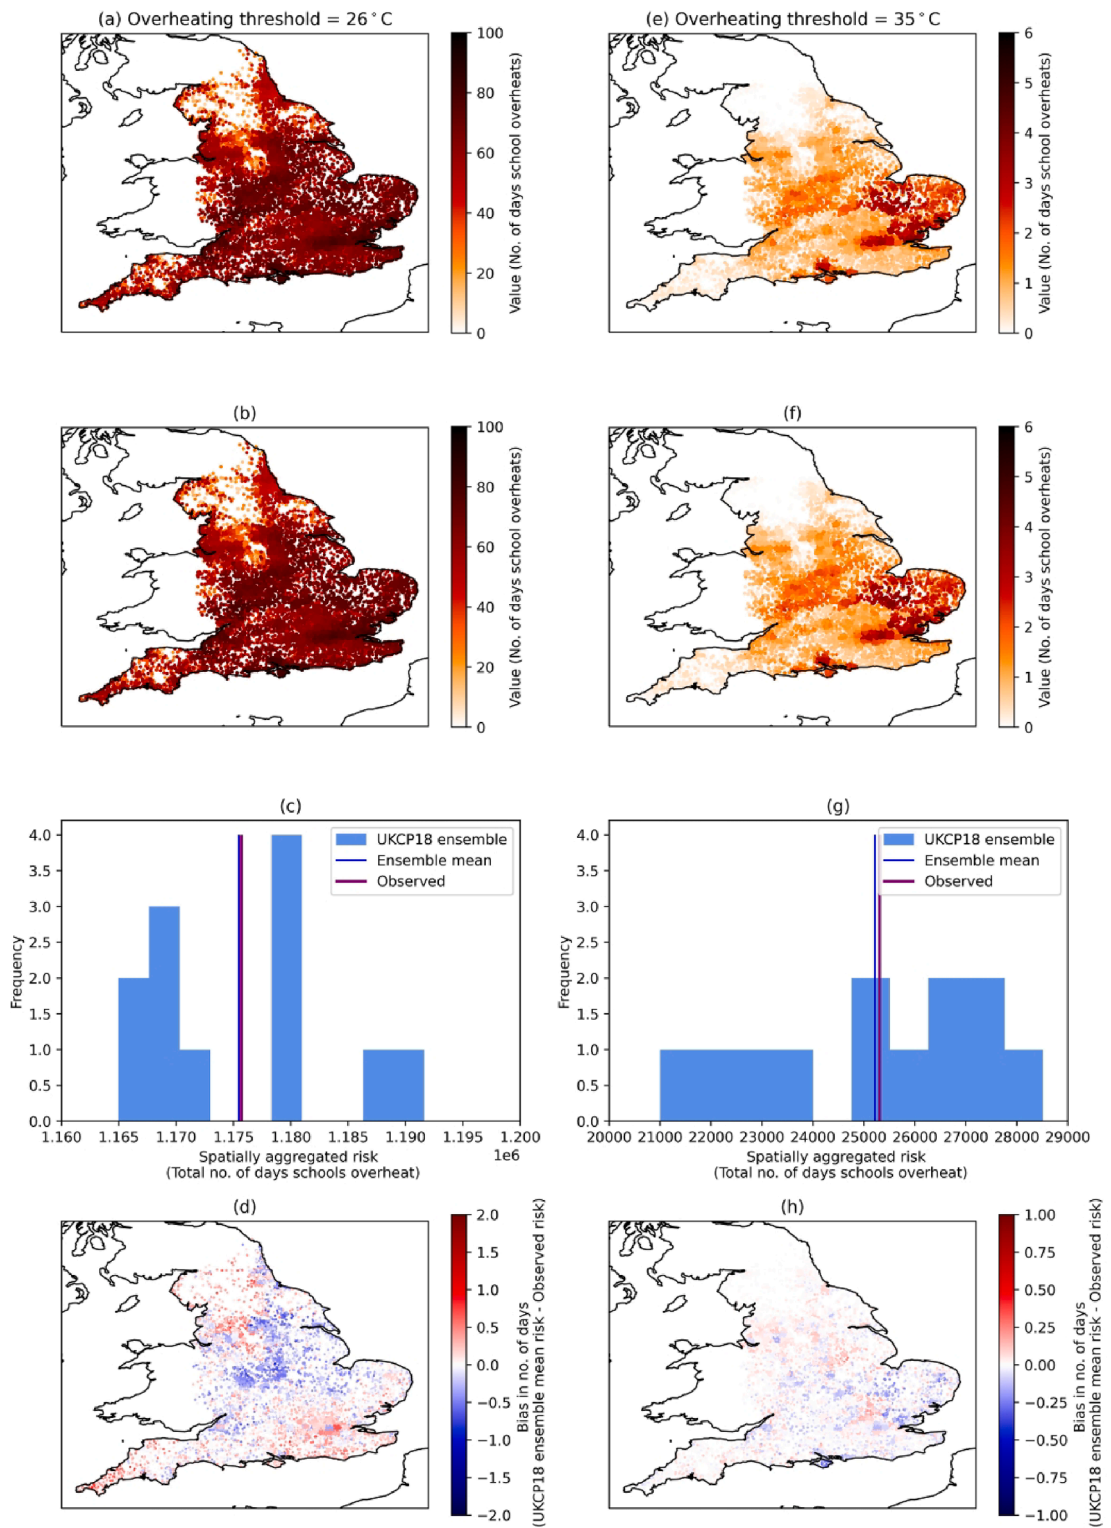 (a) Overheating threshold = 26°C
100
80
60
40
20
0
Value (No. of days school overheats)
(e) Overheating threshold = 35°C
6
5
4
3
2
1
0
Value (No. of days school overheats)
(b)
100
80
60
40
20
0
Value (No. of days school overheats)
(f)
6
5
4
3
2
1
0
Value (No. of days school overheats)
(c)
UKCP18 ensemble
Ensemble mean
Observed
4.0
3.5
3.0
2.5
2.0
1.5
1.0
0.5
0.0
Frequency
1.160 1.165 1.170 1.175 1.180 1.185 1.190 1.195 1.200
1e6
Spatially aggregated risk
(Total no. of days schools overheat)
(g)
UKCP18 ensemble
Ensemble mean
Observed
4.0
3.5
3.0
2.5
2.0
1.5
1.0
0.5
0.0
Frequency
20000 21000 22000 23000 24000 25000 26000 27000 28000 29000
Spatially aggregated risk
(Total no. of days schools overheat)
(d)
2.0
1.5
1.0
0.5
0.0
−0.5
−1.0
−1.5
−2.0
Bias in no. of days
(UKCP18 ensemble mean risk - Observed risk)
(h)
1.00
0.75
0.50
0.25
0.00
−0.25
−0.50
−0.75
−1.00
Bias in no. of days
(UKCP18 ensemble mean risk - Observed risk)